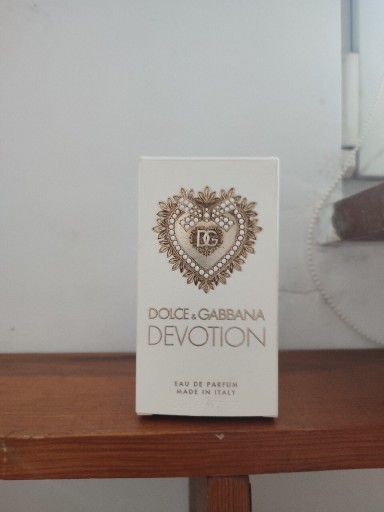 DG
DOLCE & GABBANA
DEVOTION
EAU DE PARFUM
MADE IN ITALY